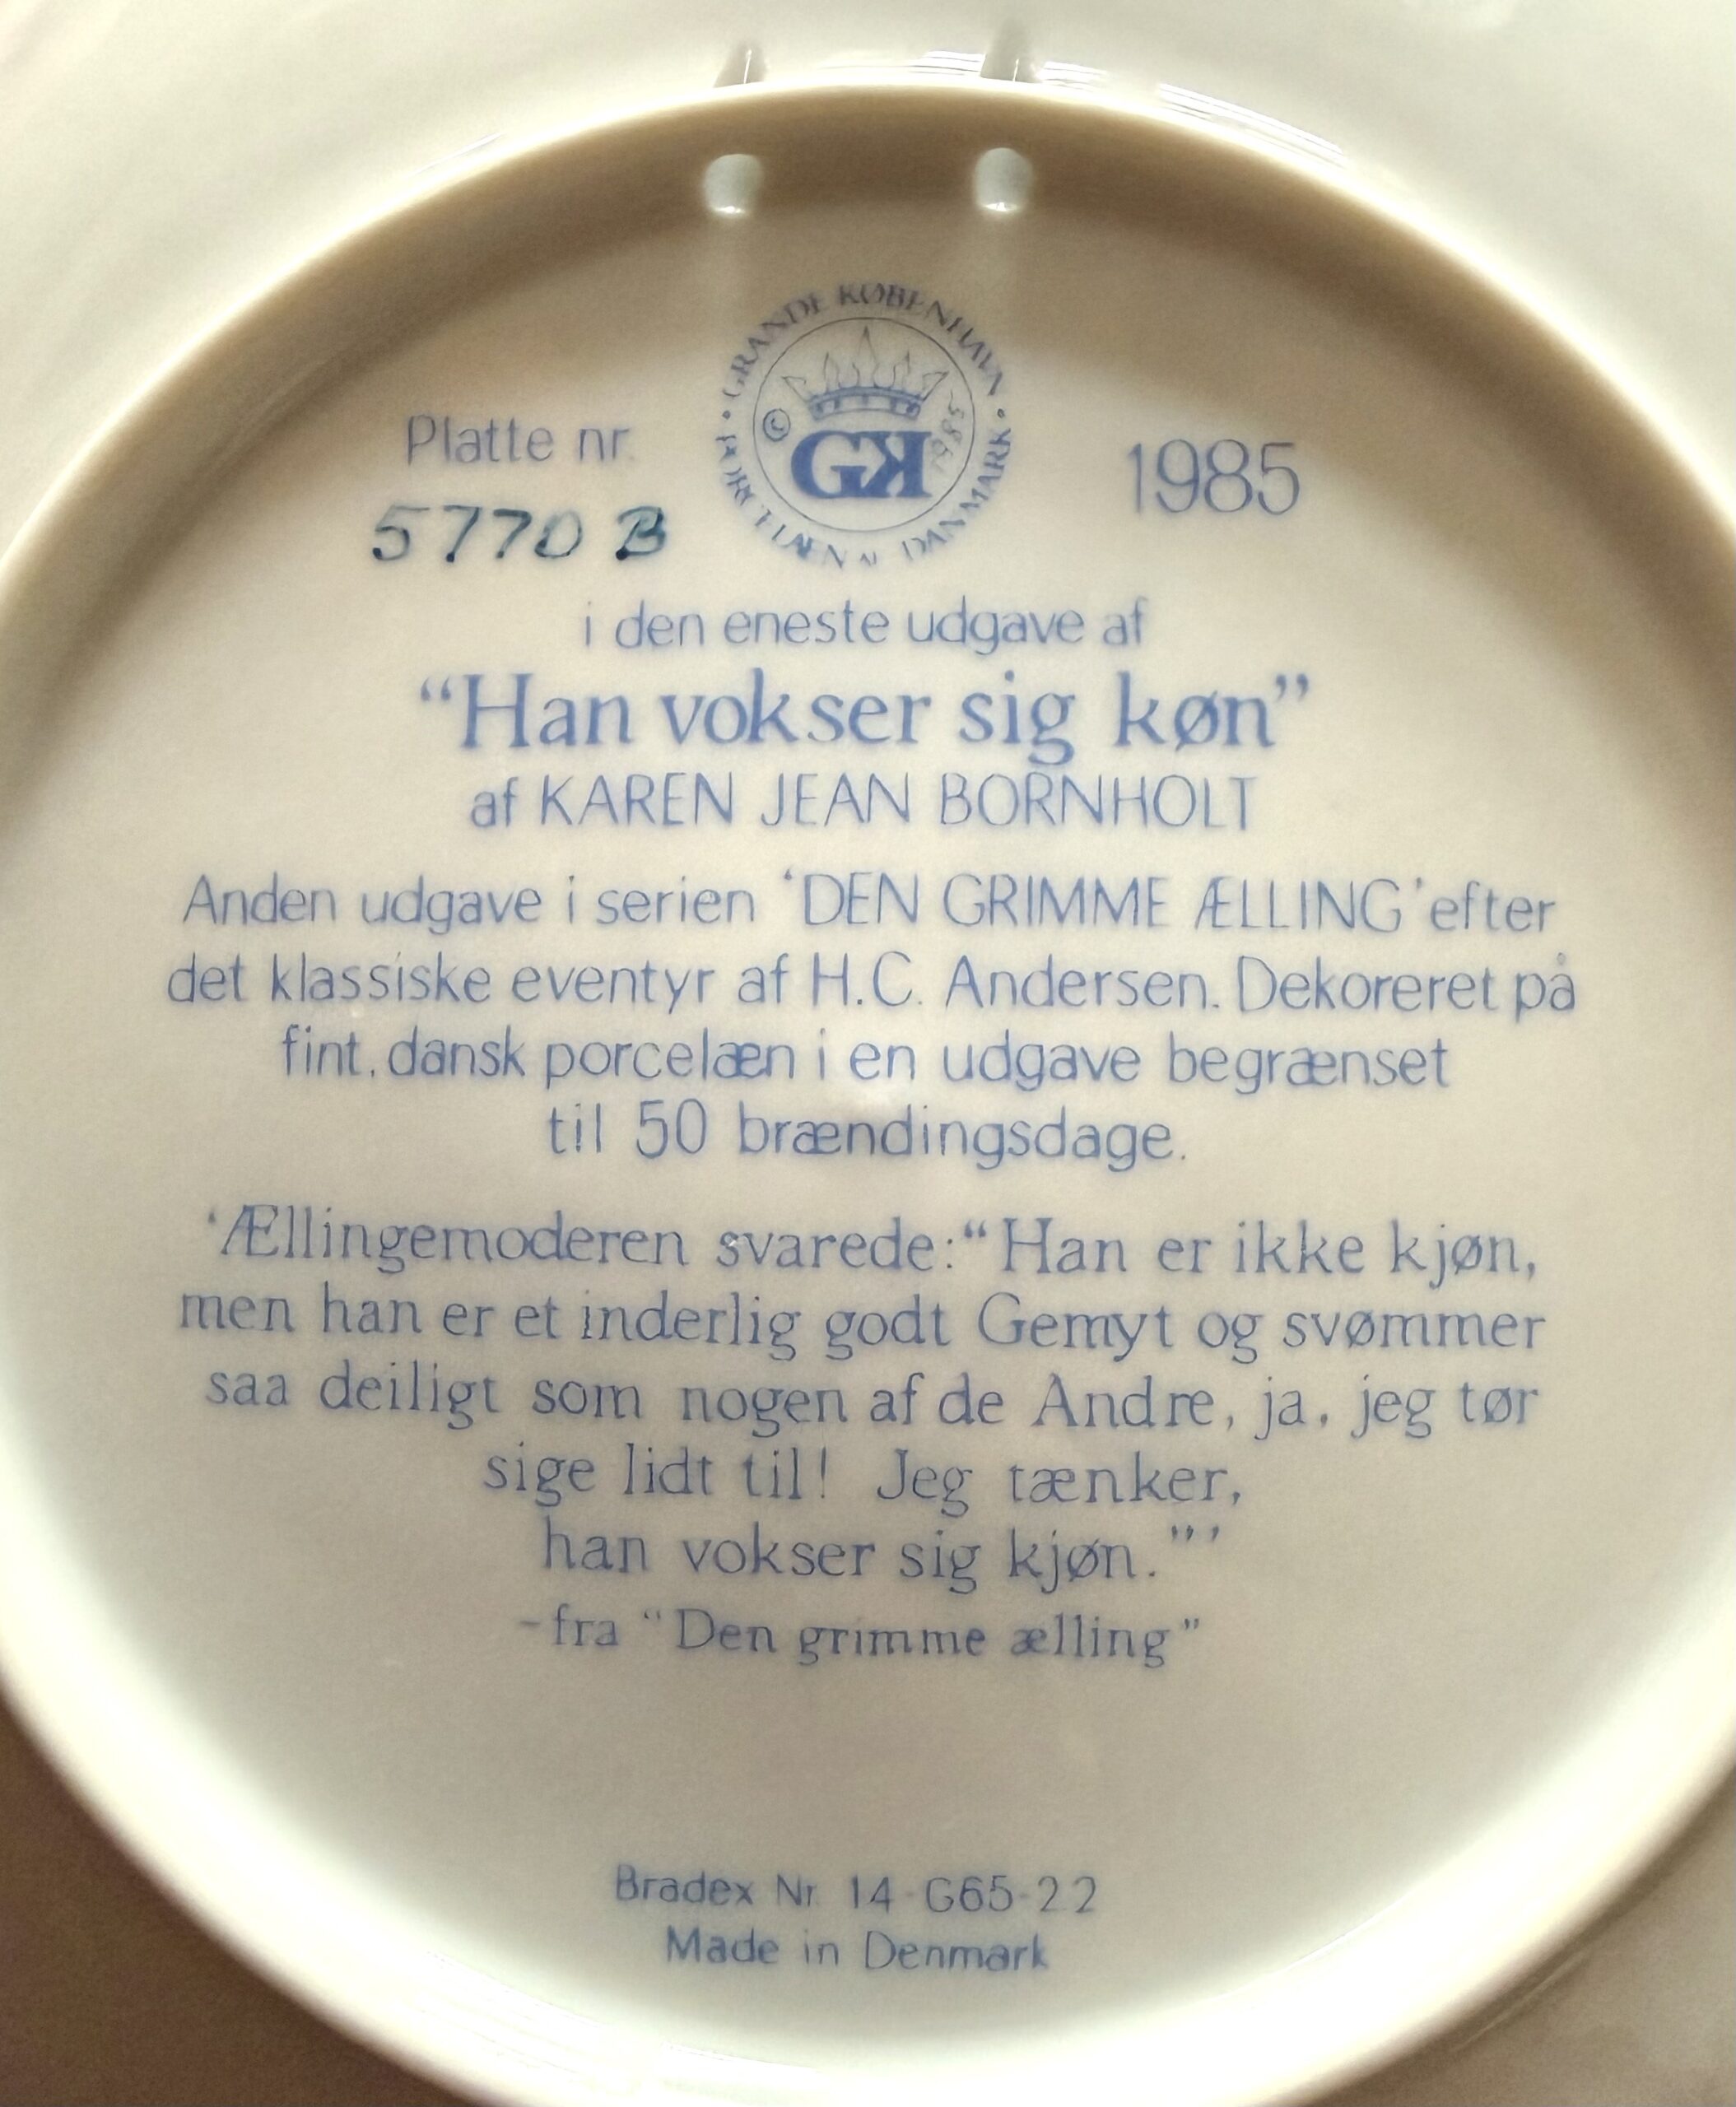 GRANDE KØBENHAVN
© GK 1985
PORCELÆN AF DANMARK
Platte nr.
5770 B
1985
i den eneste udgave af
“Han vokser sig køn”
af KAREN JEAN BORNHOLT
Anden udgave i serien ‘DEN GRIMME ÆLLING’ efter
det klassiske eventyr af H.C. Andersen. Dekoreret på
fint, dansk porcelæn i en udgave begrænset
til 50 brændingsdage.
‘Ællingemoderen svarede: “Han er ikke kjøn,
men han er et inderlig godt Gemyt og svømmer
saa deiligt som nogen af de Andre, ja, jeg tør
sige lidt til! Jeg tænker,
han vokser sig kjøn.”’
-fra “Den grimme ælling”
Bradex Nr. 14-G65-2.2
Made in Denmark